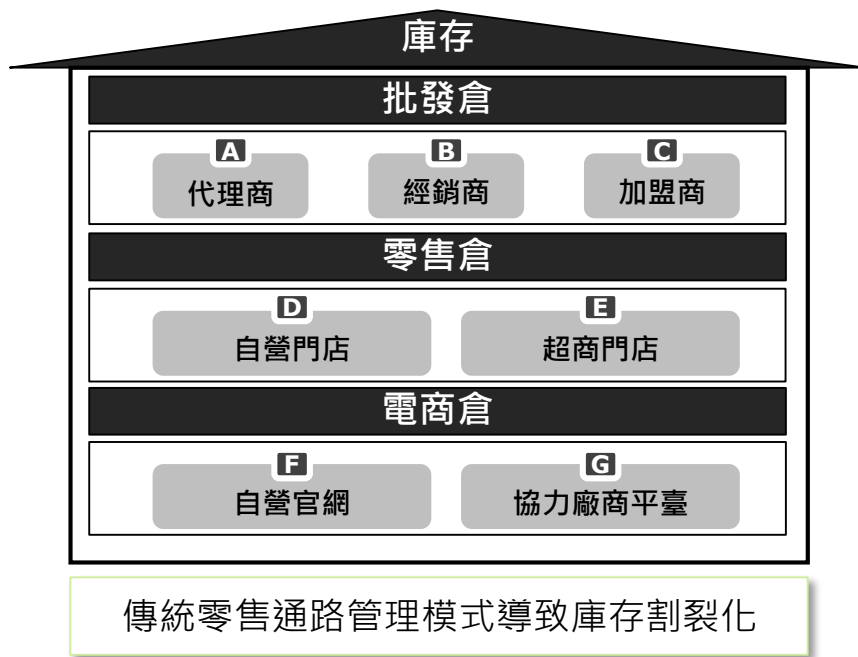 庫存
批發倉
A B C
代理商 經銷商 加盟商
零售倉
D E
自營門店 超商門店
電商倉
F G
自營官網 協力廠商平臺
傳統零售通路管理模式導致庫存割裂化